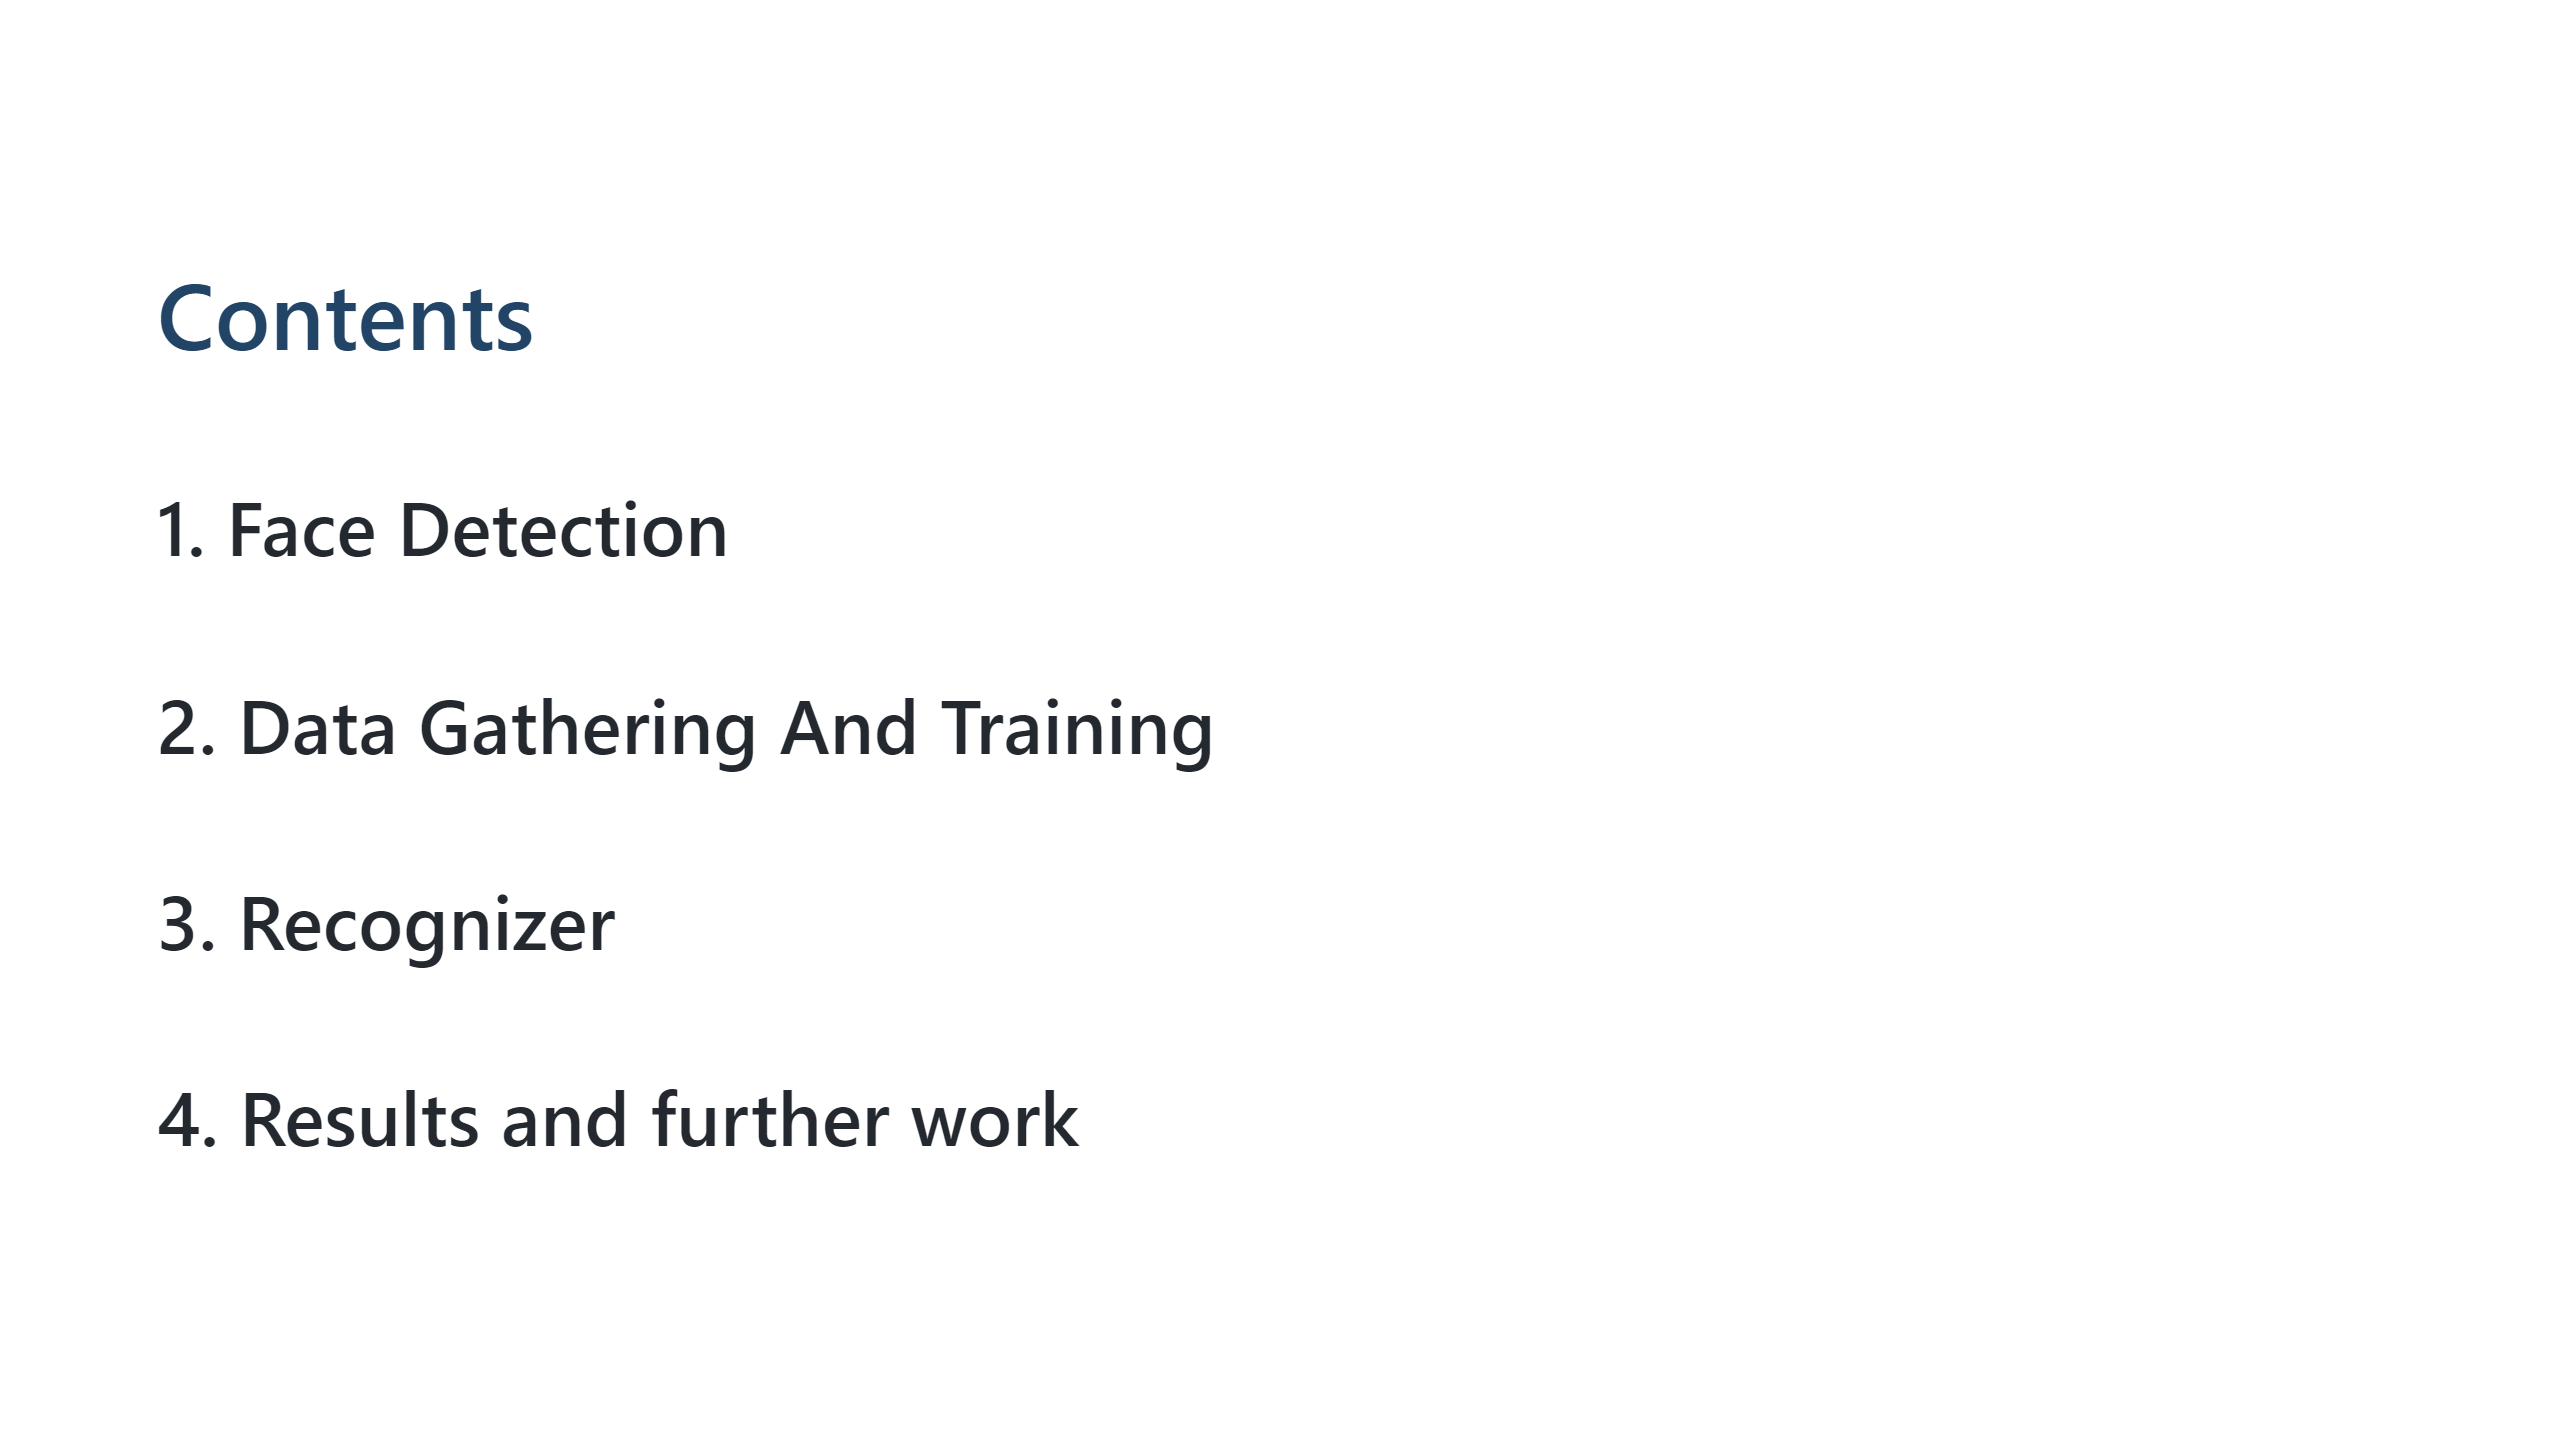 Contents
1. Face Detection
2. Data Gathering And Training
3. Recognizer
4. Results and further work